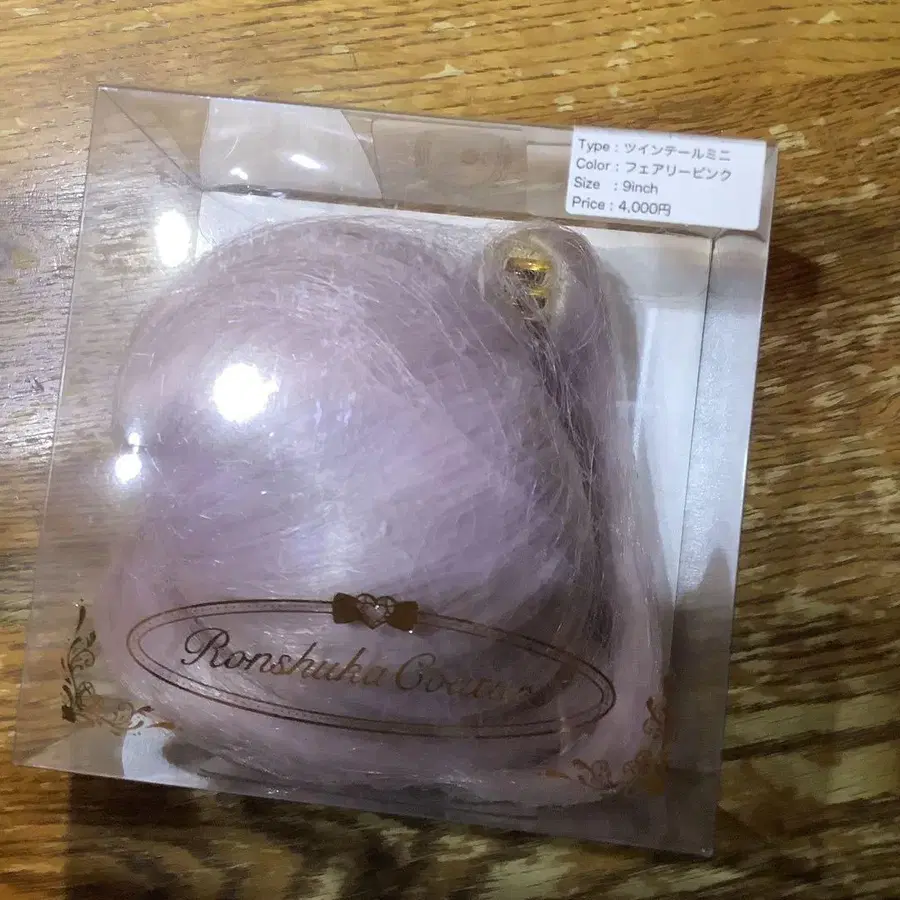 Type : ツインテールミニ
Color : フェアリーピンク
Size : 9inch
Price : 4,000円
Ronshuka